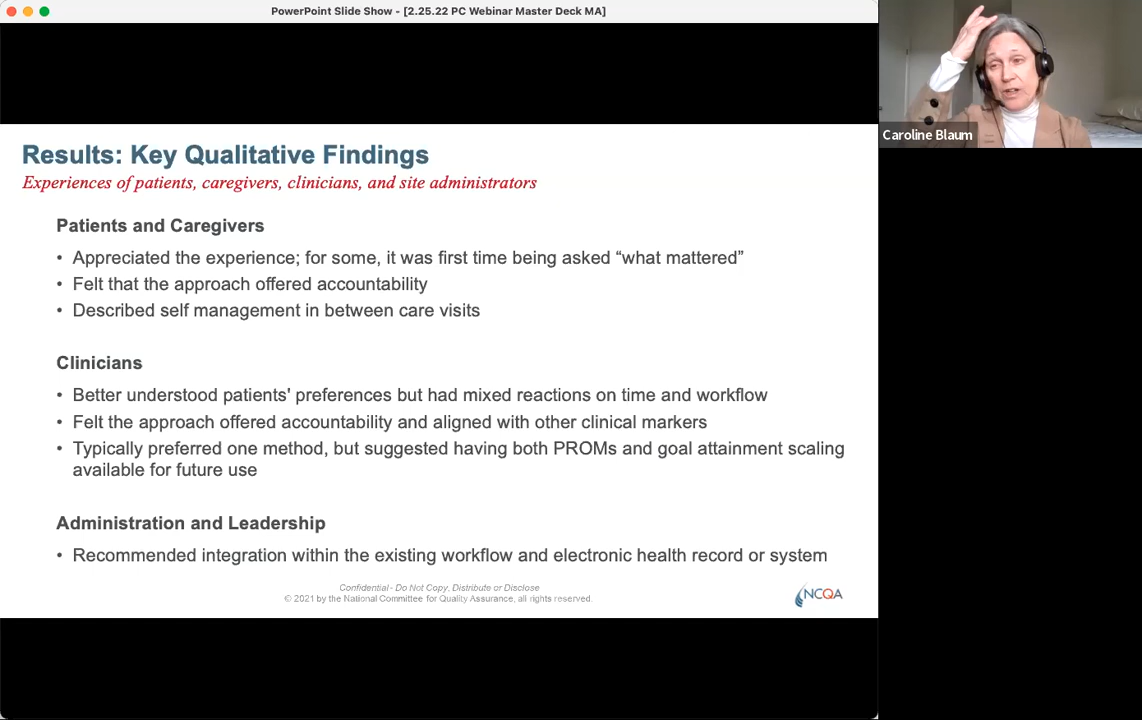 PowerPoint Slide Show - [2.25.22 PC Webinar Master Deck MA]
Caroline Blaum
Results: Key Qualitative Findings
Experiences of patients, caregivers, clinicians, and site administrators
Patients and Caregivers
• Appreciated the experience; for some, it was first time being asked “what mattered”
• Felt that the approach offered accountability
• Described self management in between care visits
Clinicians
• Better understood patients' preferences but had mixed reactions on time and workflow
• Felt the approach offered accountability and aligned with other clinical markers
• Typically preferred one method, but suggested having both PROMs and goal attainment scaling
available for future use
Administration and Leadership
• Recommended integration within the existing workflow and electronic health record or system
Confidential - Do Not Copy, Distribute or Disclose
© 2021 by the National Committee for Quality Assurance, all rights reserved.
NCQA